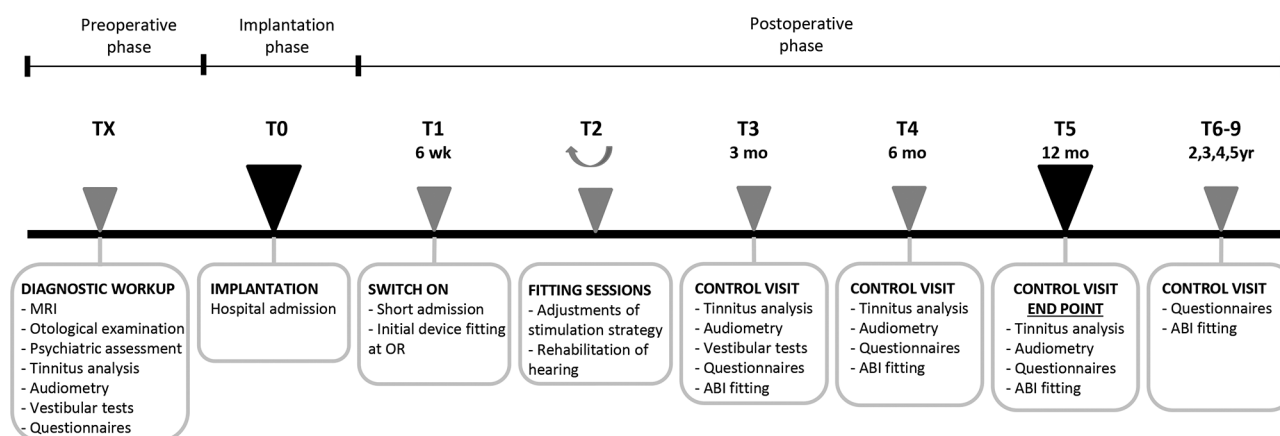 Preoperative
phase
Implantation
phase
Postoperative
phase
TX
T0
T1
6 wk
T2
T3
3 mo
T4
6 mo
T5
12 mo
T6-9
2,3,4,5yr
DIAGNOSTIC WORKUP
- MRI
- Otological examination
- Psychiatric assessment
- Tinnitus analysis
- Audiometry
- Vestibular tests
- Questionnaires
IMPLANTATION
Hospital admission
SWITCH ON
- Short admission
- Initial device fitting
at OR
FITTING SESSIONS
- Adjustments of
stimulation strategy
- Rehabilitation of
hearing
CONTROL VISIT
- Tinnitus analysis
- Audiometry
- Vestibular tests
- Questionnaires
- ABI fitting
CONTROL VISIT
- Tinnitus analysis
- Audiometry
- Questionnaires
- ABI fitting
CONTROL VISIT
END POINT
- Tinnitus analysis
- Audiometry
- Questionnaires
- ABI fitting
CONTROL VISIT
- Questionnaires
- ABI fitting